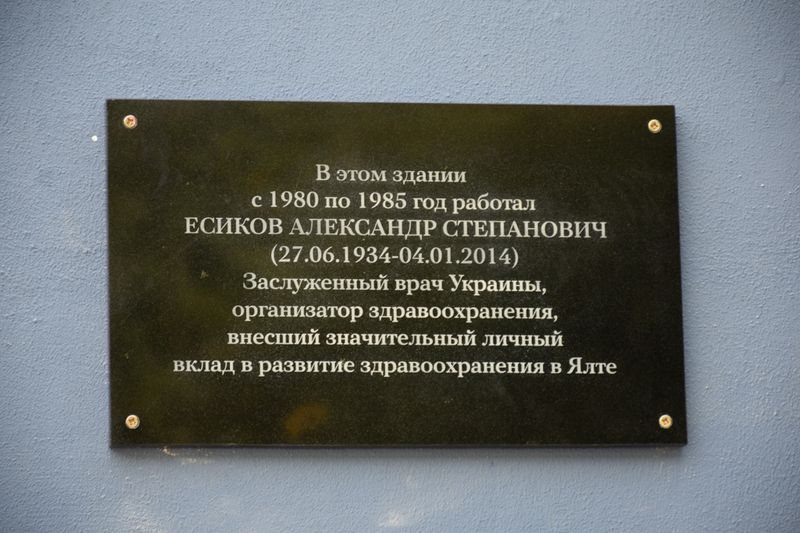 В этом здании
с 1980 по 1985 год работал
ЕСИКОВ АЛЕКСАНДР СТЕПАНОВИЧ
(27.06.1934-04.01.2014)
Заслуженный врач Украины,
организатор здравоохранения,
внесший значительный личный
вклад в развитие здравоохранения в Ялте